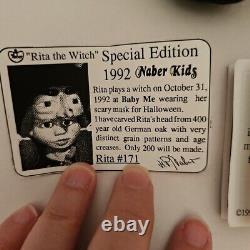 "Rita the Witch" Special Edition
1992 Naber Kids
Rita plays a witch on October 31,
1992 at Baby Me wearing her
scary mask for Halloween.
I have carved Rita's head from 400
year old German oak with very
distinct grain patterns and age
creases. Only 200 will be made.
Rita #171
©19